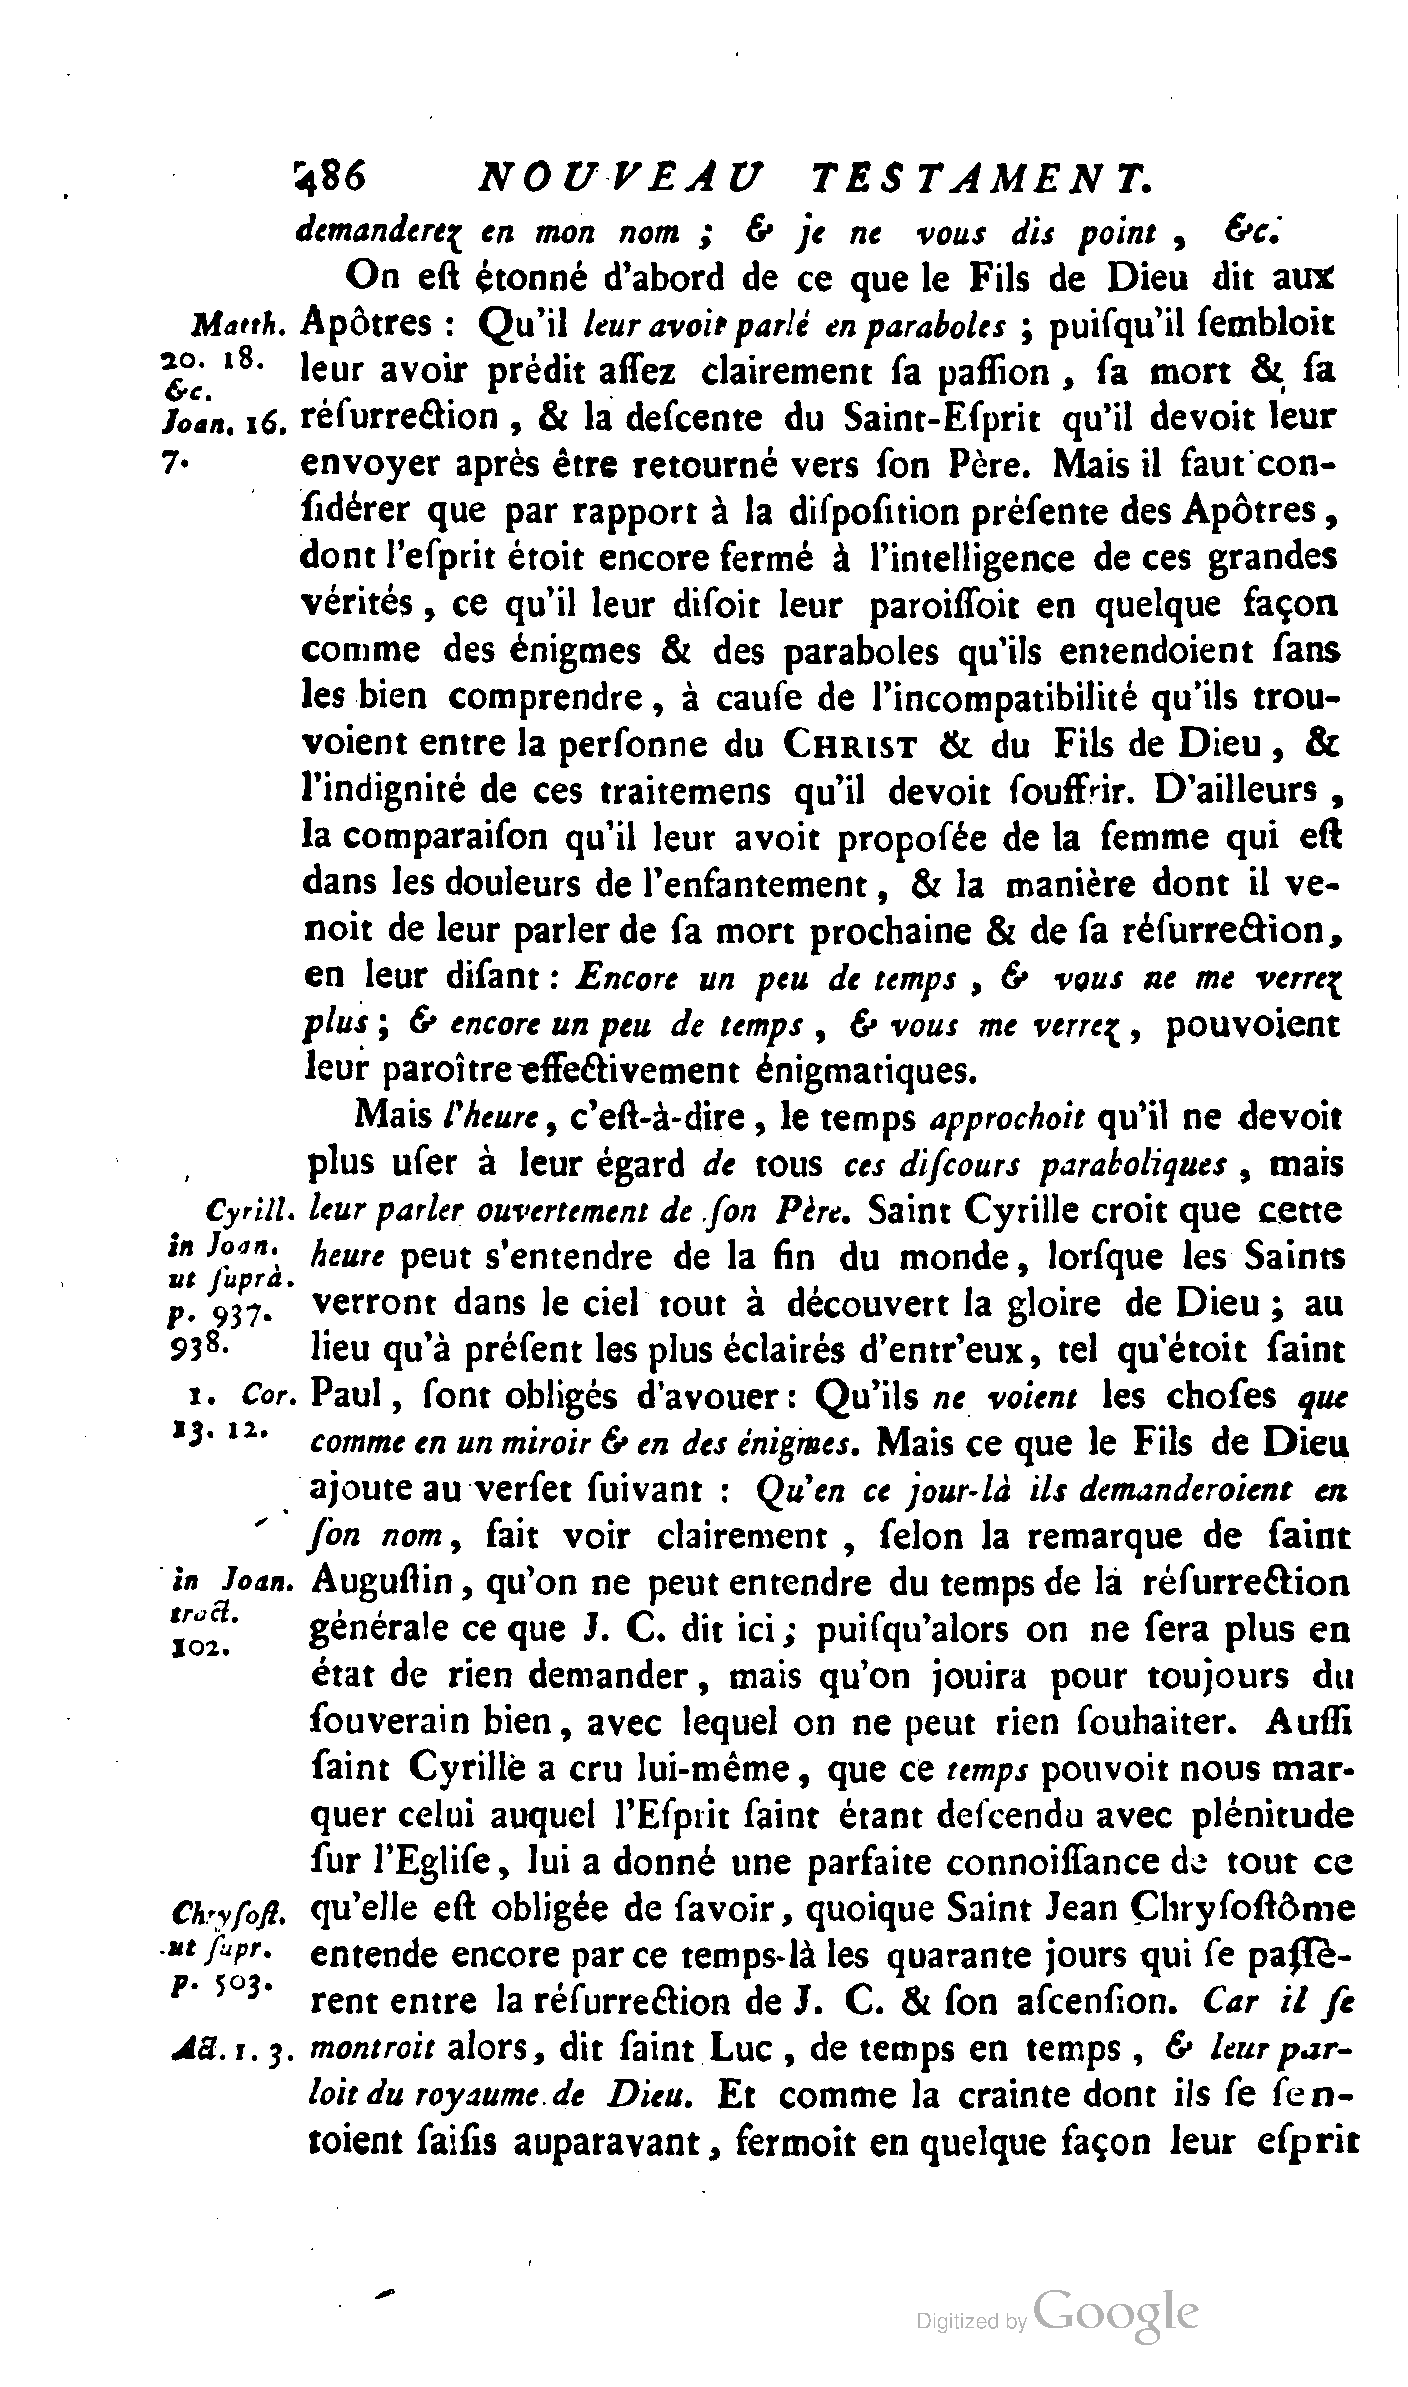 486 NOUVEAU TESTAMENT.
demanderez en mon nom ; & je ne vous dis point , &c.
On eſt étonné d'abord de ce que le Fils de Dieu dit aux
Matth. Apôtres : Qu'il leur avoit parlé en paraboles ; puiſqu'il ſembloit
20. 18. leur avoir prédit aſſez clairement ſa paſſion , ſa mort & ſa
&c.
Joan. 16. réſurrection , & la deſcente du Saint-Eſprit qu'il devoit leur
7. envoyer après être retourné vers ſon Père. Mais il faut con-
ſidérer que par rapport à la diſpoſition préſente des Apôtres ,
dont l'eſprit étoit encore fermé à l'intelligence de ces grandes
vérités , ce qu'il leur diſoit leur paroiſſoit en quelque façon
comme des énigmes & des paraboles qu'ils entendoient ſans
les bien comprendre , à cauſe de l'incompatibilité qu'ils trou-
voient entre la perſonne du CHRIST & du Fils de Dieu , &
l'indignité de ces traitemens qu'il devoit ſouffrir. D'ailleurs ,
la comparaiſon qu'il leur avoit propoſée de la femme qui eſt
dans les douleurs de l'enfantement , & la manière dont il ve-
noit de leur parler de ſa mort prochaine & de ſa réſurrection,
en leur diſant : Encore un peu de temps , & vous ne me verrez
plus ; & encore un peu de temps , & vous me verrez , pouvoient
leur paroître effectivement énigmatiques.
Mais l'heure , c'eſt-à-dire , le temps approchoit qu'il ne devoit
plus uſer à leur égard de tous ces diſcours paraboliques , mais
Cyrill. leur parler ouvertement de ſon Père. Saint Cyrille croit que cette
in Joan. heure peut s'entendre de la fin du monde, lorſque les Saints
ut ſuprà.
p. 937. verront dans le ciel tout à découvert la gloire de Dieu ; au
938. lieu qu'à préſent les plus éclairés d'entr'eux, tel qu'étoit ſaint
1. Cor. Paul , ſont obligés d'avouer : Qu'ils ne voient les choſes que
13. 12. comme en un miroir & en des énigmes. Mais ce que le Fils de Dieu
ajoute au verſet ſuivant : Qu'en ce jour-là ils demanderoient en
ſon nom , fait voir clairement , ſelon la remarque de ſaint
in Joan. Auguſtin , qu'on ne peut entendre du temps de la réſurrection
tract. générale ce que J. C. dit ici ; puiſqu'alors on ne ſera plus en
102.
état de rien demander , mais qu'on jouira pour toujours du
ſouverain bien , avec lequel on ne peut rien ſouhaiter. Auſſi
ſaint Cyrille a cru lui-même , que ce temps pouvoit nous mar-
quer celui auquel l'Eſprit ſaint étant deſcendu avec plénitude
ſur l'Egliſe, lui a donné une parfaite connoiſſance de tout ce
Chryſoſt. qu'elle eſt obligée de ſavoir, quoique Saint Jean Chryſoſtôme
ut ſupr. entende encore par ce temps-là les quarante jours qui ſe paſſè-
p. 503. rent entre la réſurrection de J. C. & ſon aſcenſion. Car il ſe
Act. 1. 3. montroit alors, dit ſaint Luc , de temps en temps , & leur par-
loit du royaume de Dieu. Et comme la crainte dont ils ſe ſen-
toient ſaiſis auparavant , fermoit en quelque façon leur eſprit
Digitized by Google